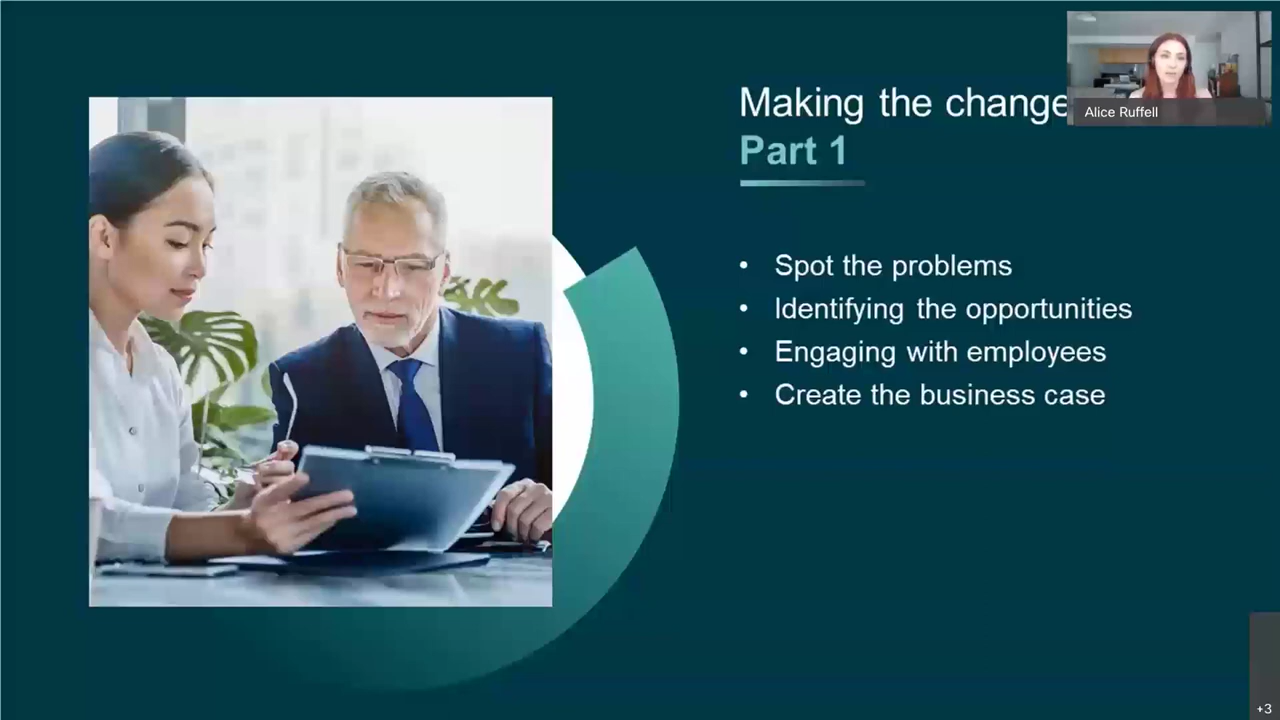 Making the change
Alice Ruffell
Part 1
• Spot the problems
• Identifying the opportunities
• Engaging with employees
• Create the business case
+3